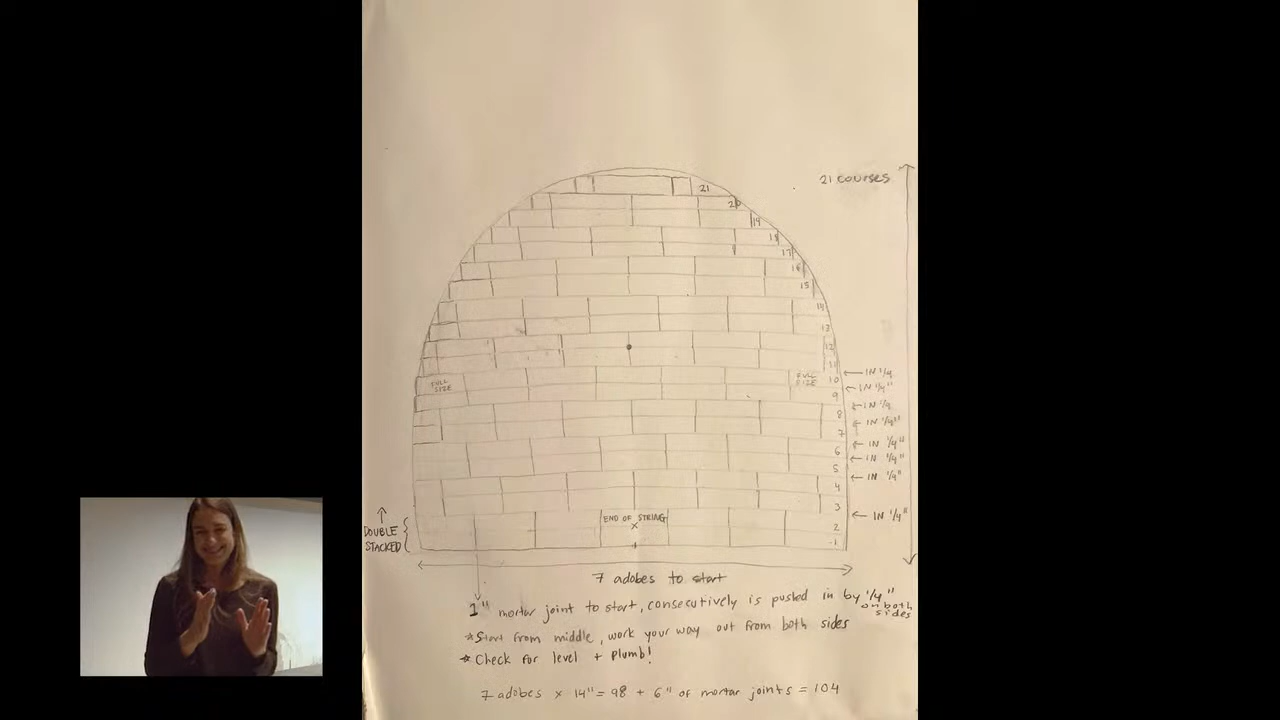 21 COURSES
21
20
19
18
17
16
15
14
13
12
11
FULL SIZE
FULL SIZE
10
← IN 1/4
9
← IN 1/4"
8
← IN 1/4
7
← IN 1/4"
6
← IN 1/4"
← IN 1/4"
5
← IN 1/4"
4
3
← IN 1/4"
END OF STRING
x
2
1
DOUBLE
STACKED
7 adobes to start
1" mortar joint to start, consecutively is pushed in by 1/4"
on both
sides
*Start from middle, work your way out from both sides
*Check for level + plumb!
7 adobes x 14" = 98 + 6" of mortar joints = 104